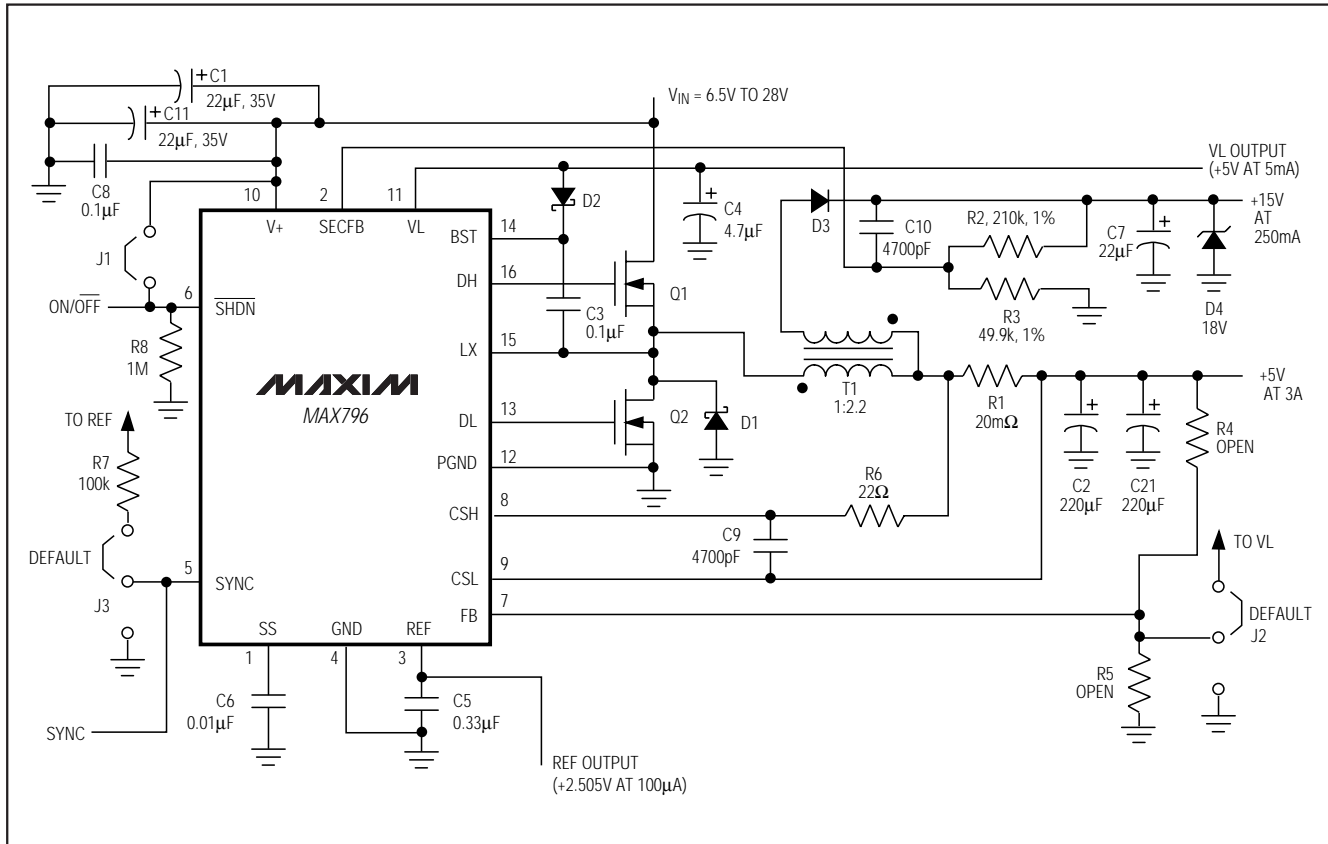 + C1
22µF, 35V
+ C11
22µF, 35V
C8
0.1µF
V_IN = 6.5V TO 28V
VL OUTPUT
(+5V AT 5mA)
10
2
11
V+
SECFB
VL
J1
ON/O̅F̅F̅
6
S̅H̅D̅N̅
R8
1M
TO REF
R7
100k
DEFAULT
J3
5
SYNC
SYNC
MAXIM
MAX796
BST
14
DH
16
LX
15
DL
13
PGND
12
CSH
8
CSL
9
FB
7
SS
GND
REF
1
4
3
C6
0.01µF
C5
0.33µF
REF OUTPUT
(+2.505V AT 100µA)
D2
+
C4
4.7µF
C3
0.1µF
Q1
Q2
D1
D3
C10
4700pF
R2, 210k, 1%
R3
49.9k, 1%
+
C7
22µF
D4
18V
+15V
AT
250mA
T1
1:2.2
R1
20mΩ
+5V
AT 3A
+
C2
220µF
+
C21
220µF
R4
OPEN
R6
22Ω
C9
4700pF
R5
OPEN
TO VL
DEFAULT
J2